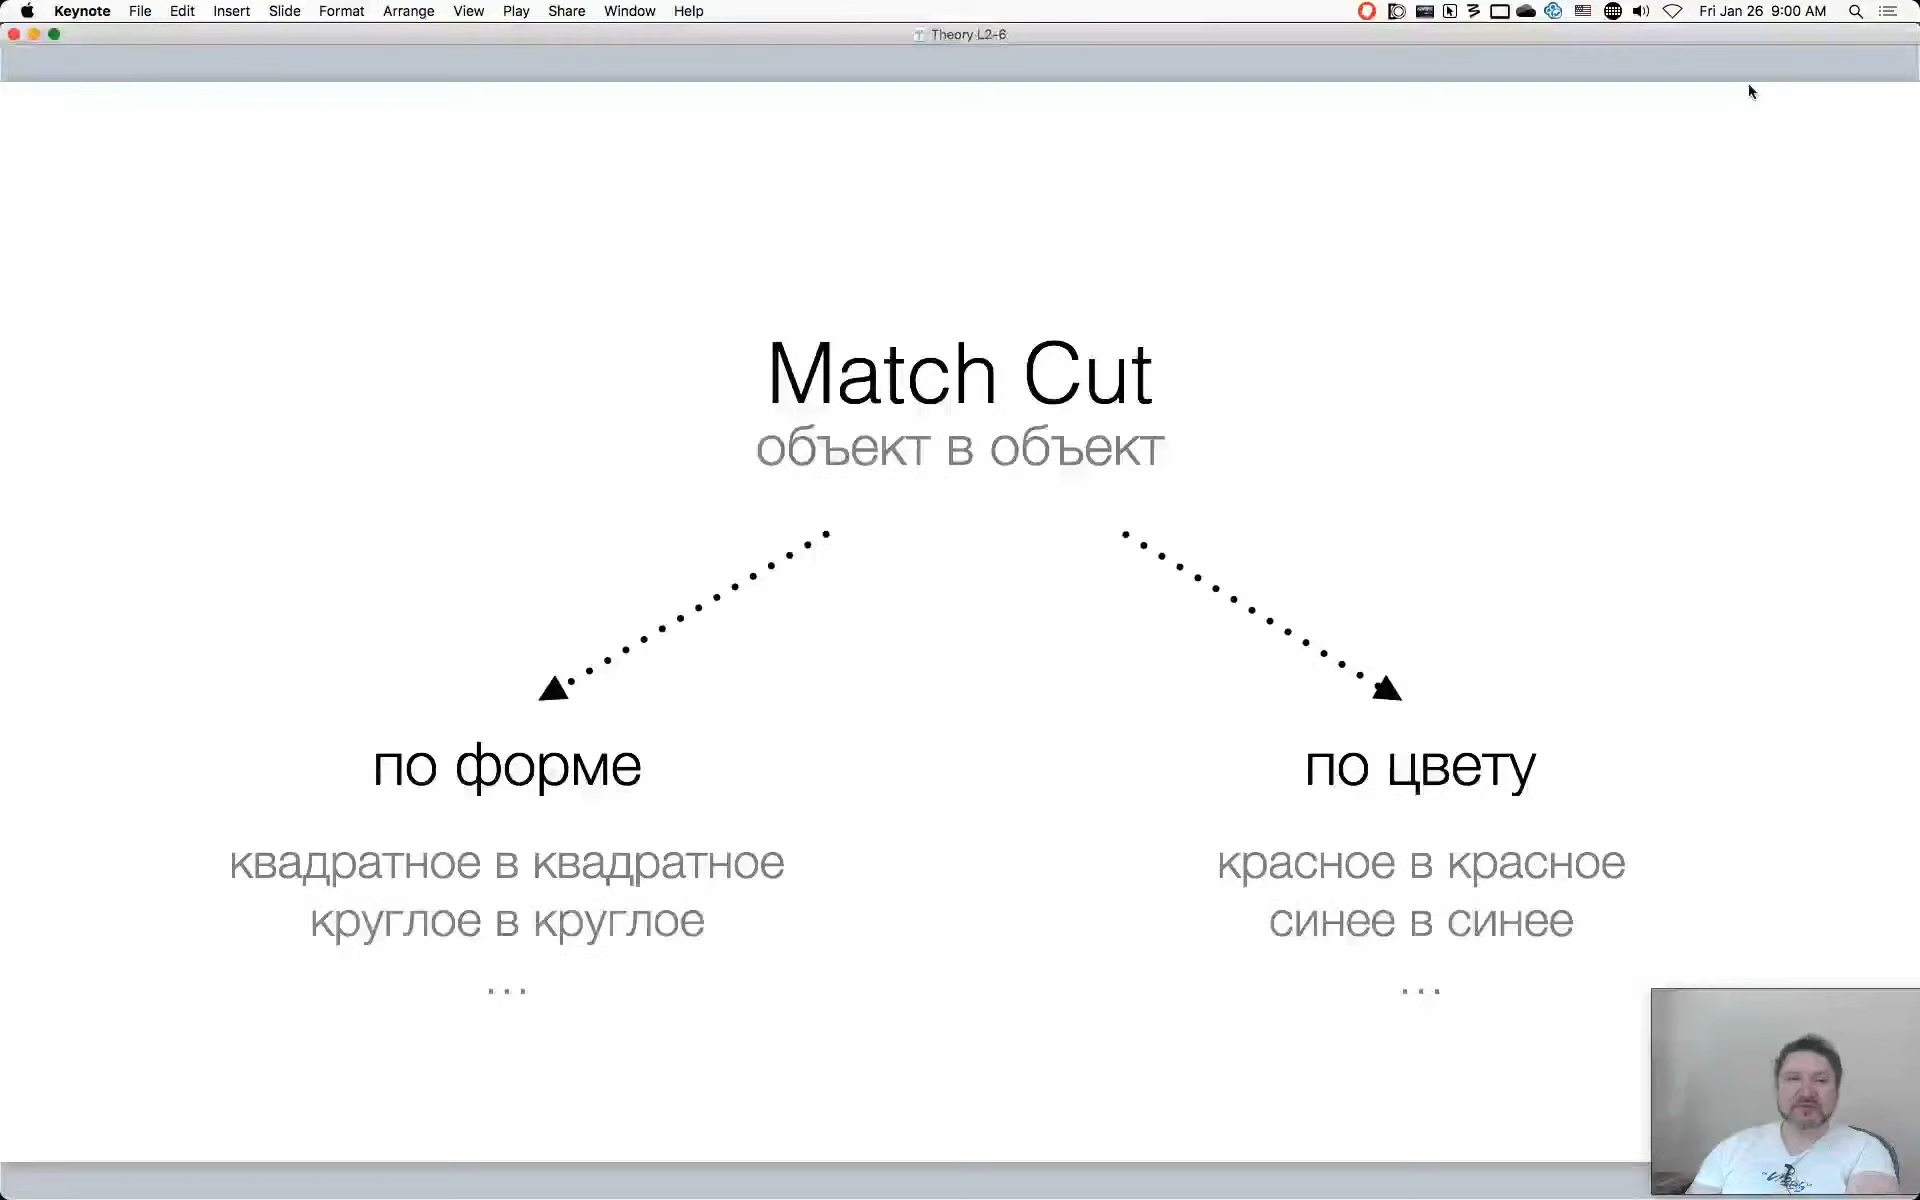 Keynote File Edit Insert Slide Format Arrange View Play Share Window Help Fri Jan 26 9:00 AM
Theory L2-6
Match Cut
объект в объект
по форме
квадратное в квадратное
круглое в круглое
...
по цвету
красное в красное
синее в синее
...